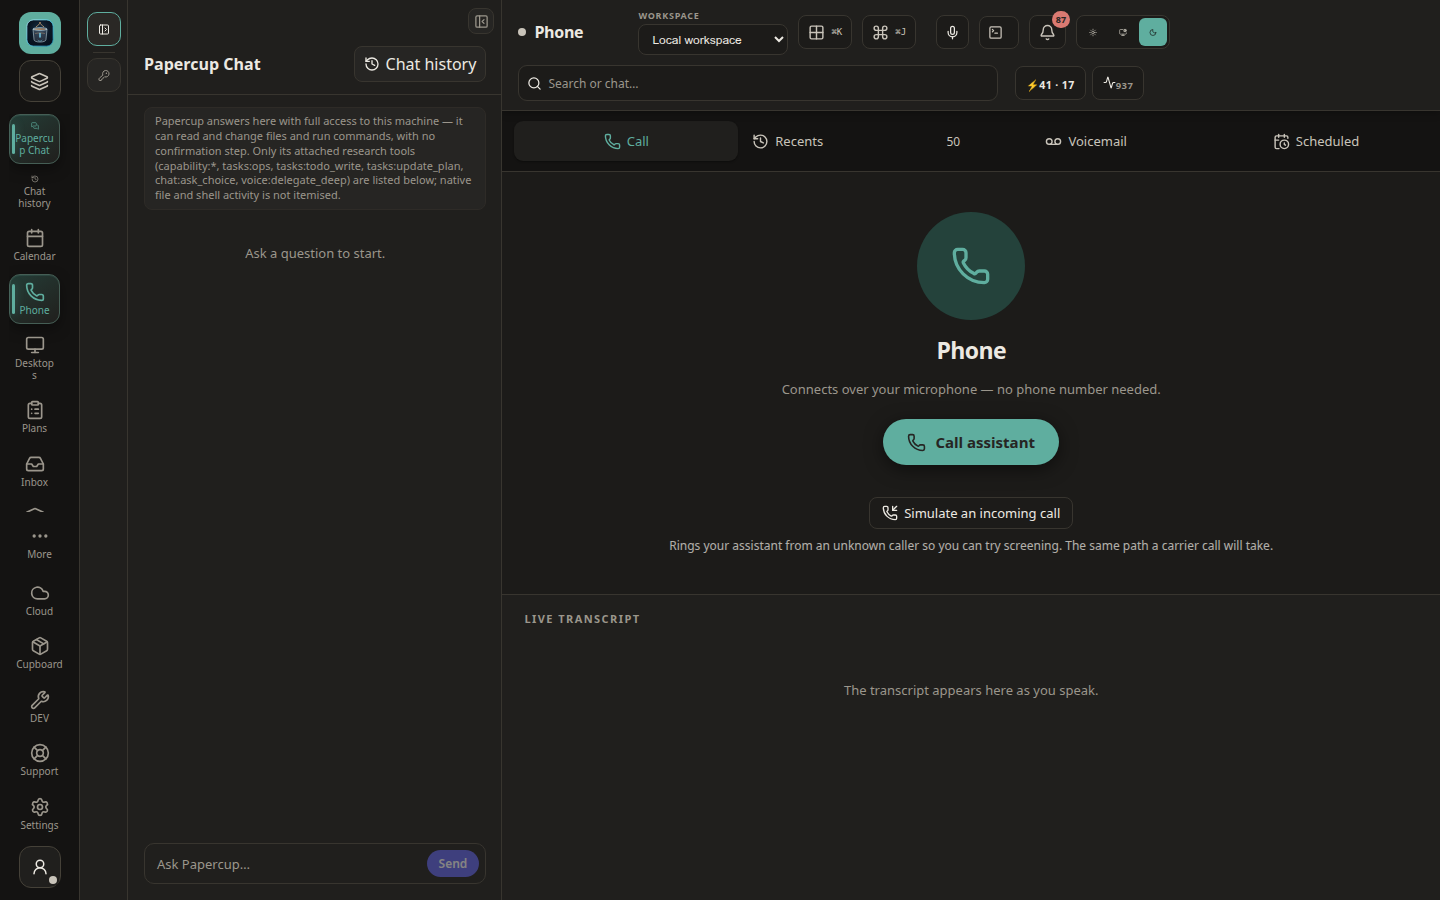 Papercu
p Chat
Chat
history
Calendar
Phone
Desktop
s
Plans
Inbox
More
Cloud
Cupboard
DEV
Support
Settings
Papercup Chat
Chat history
Papercup answers here with full access to this machine — it
can read and change files and run commands, with no
confirmation step. Only its attached research tools
(capability:*, tasks:ops, tasks:todo_write, tasks:update_plan,
chat:ask_choice, voice:delegate_deep) are listed below; native
file and shell activity is not itemised.
Ask a question to start.
Ask Papercup...
Send
Phone
WORKSPACE
Local workspace
⌘K
⌘J
87
Search or chat...
⚡41 · 17
937
Call
Recents
50
Voicemail
Scheduled
Phone
Connects over your microphone — no phone number needed.
Call assistant
Simulate an incoming call
Rings your assistant from an unknown caller so you can try screening. The same path a carrier call will take.
LIVE TRANSCRIPT
The transcript appears here as you speak.